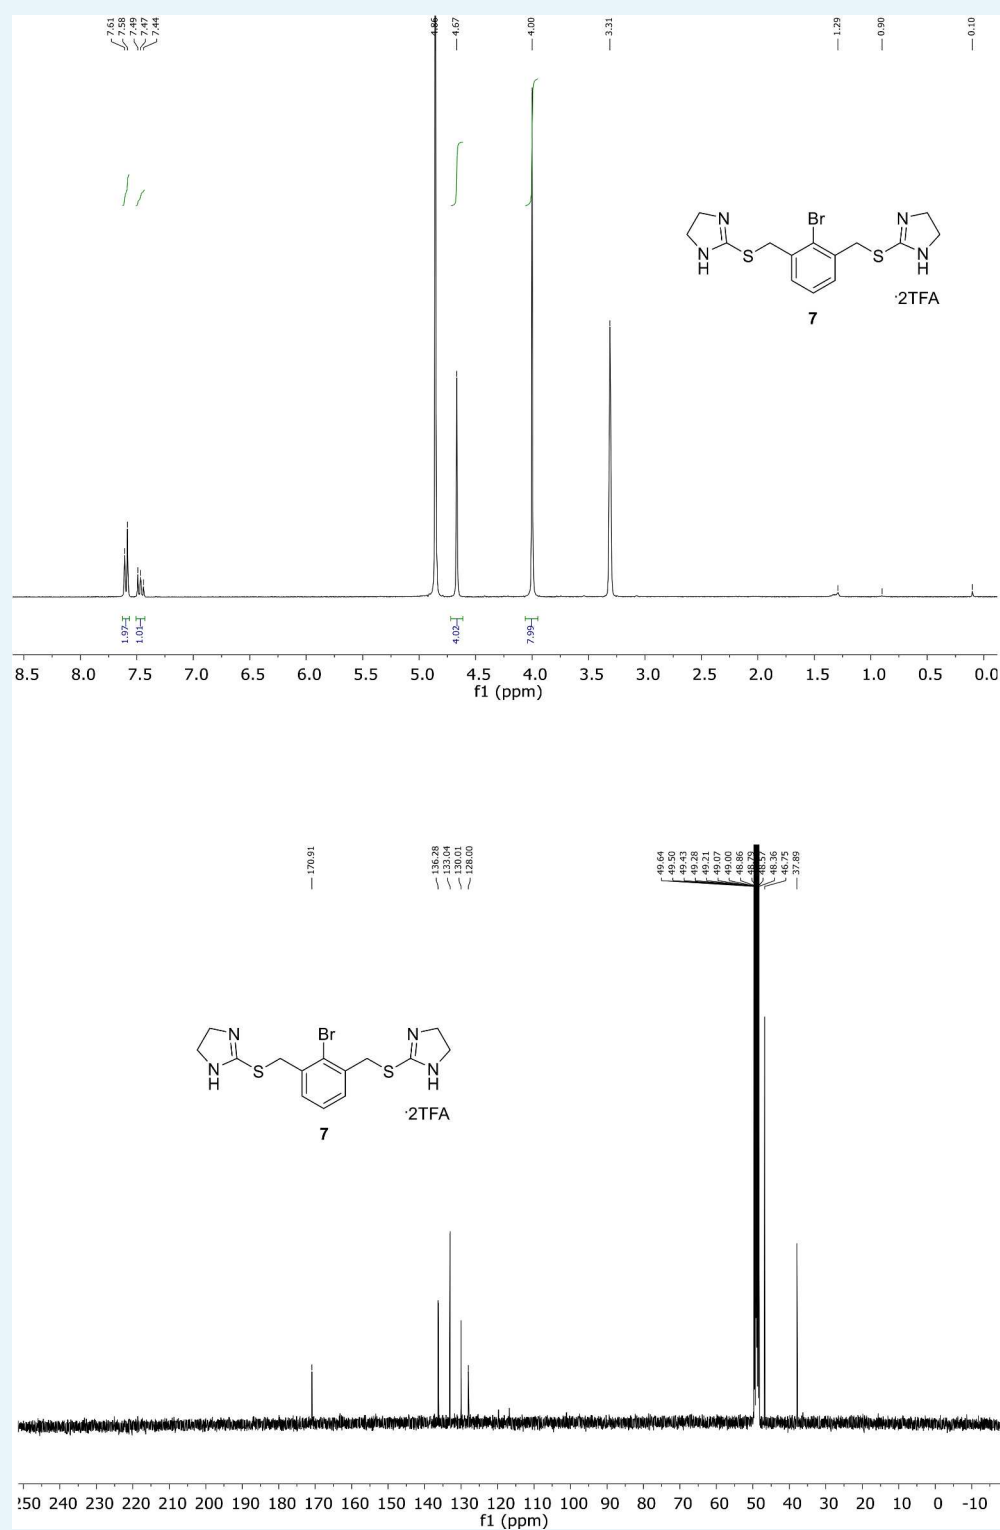 7.61
7.58
7.49
7.47
7.44
4.86
4.67
4.00
3.31
1.29
0.90
0.10
N
Br
N
N
H
S
S
N
H
·2TFA
7
1.97
1.01
4.02
7.99
8.5 8.0 7.5 7.0 6.5 6.0 5.5 5.0 4.5 4.0 3.5 3.0 2.5 2.0 1.5 1.0 0.5 0.0
f1 (ppm)
170.91
136.28
133.04
130.01
128.00
49.64
49.50
49.43
49.28
49.21
49.07
49.00
48.86
48.79
48.57
48.36
46.75
37.89
N
Br
N
N
H
S
S
N
H
·2TFA
7
250 240 230 220 210 200 190 180 170 160 150 140 130 120 110 100 90 80 70 60 50 40 30 20 10 0 -10
f1 (ppm)